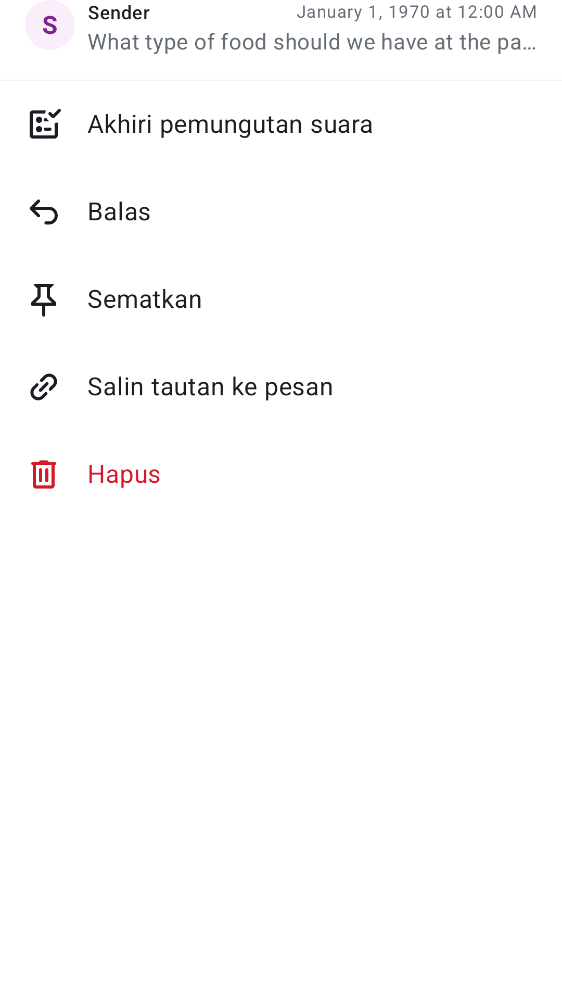 S
Sender
January 1, 1970 at 12:00 AM
What type of food should we have at the pa…
Akhiri pemungutan suara
Balas
Sematkan
Salin tautan ke pesan
Hapus